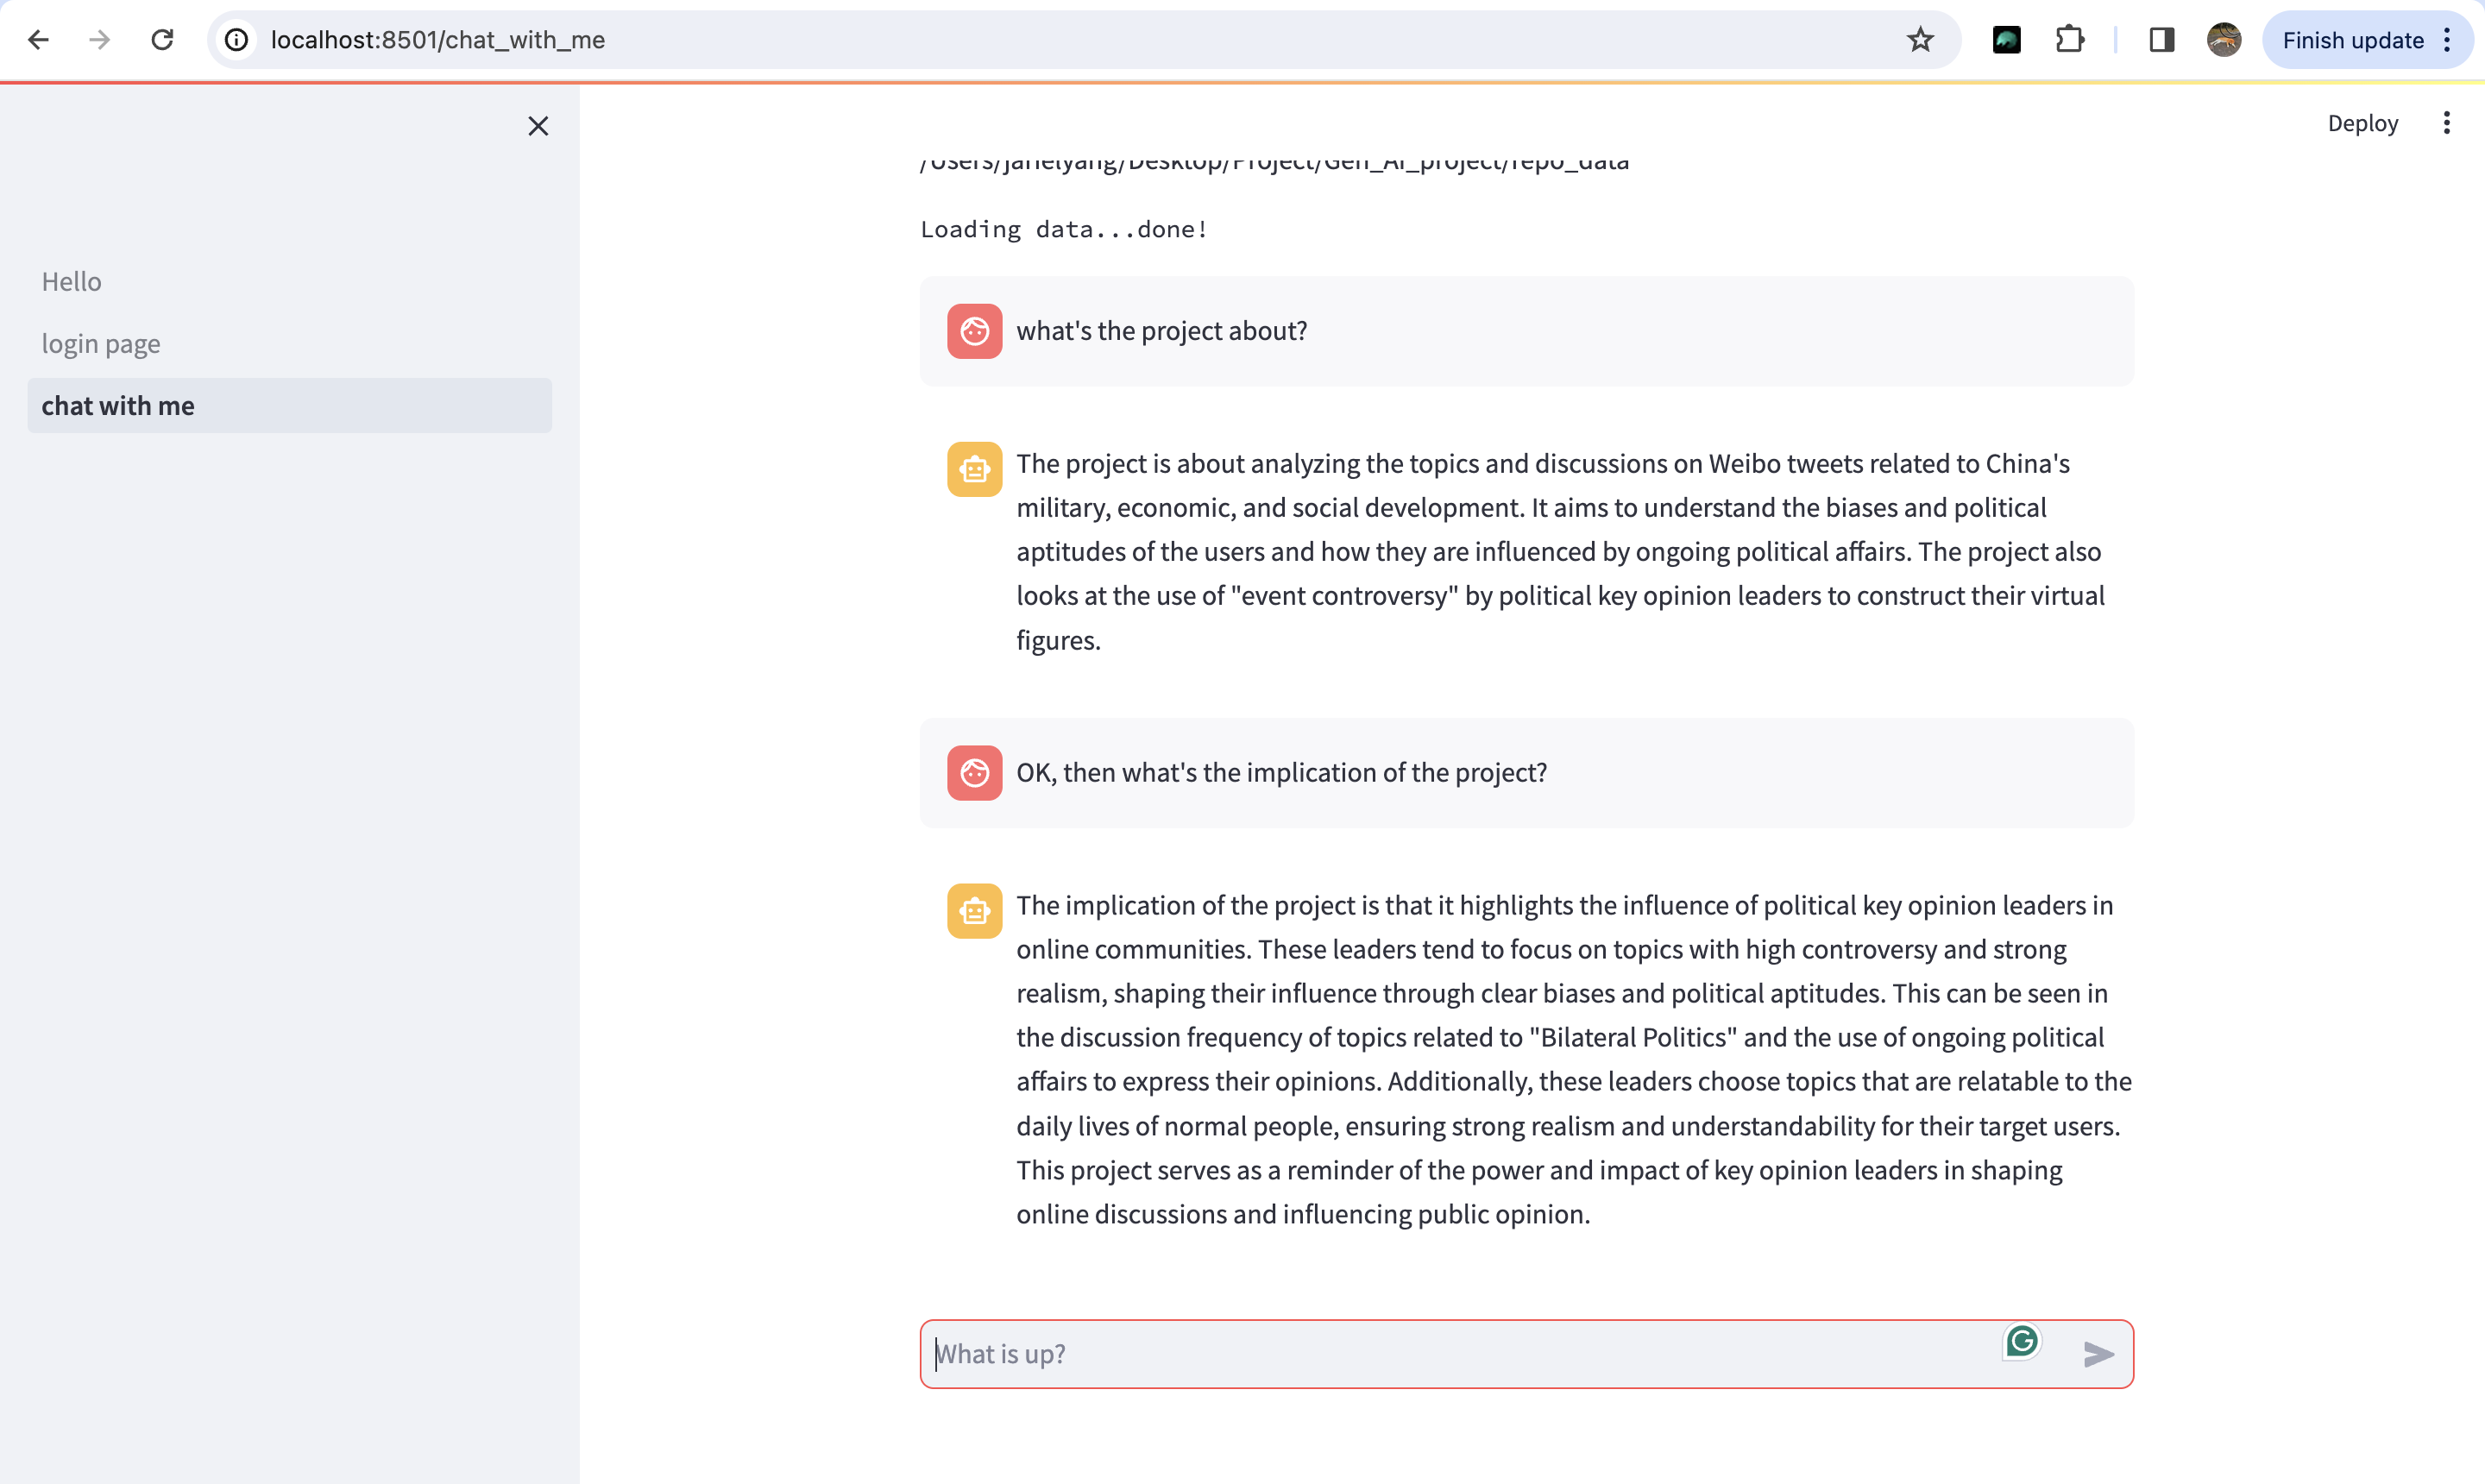 localhost:8501/chat_with_me
Finish update
Deploy
Hello
login page
chat with me
/Users/janelyang/Desktop/Project/Gen_AI_project/repo_data
Loading data...done!
what's the project about?
The project is about analyzing the topics and discussions on Weibo tweets related to China's
military, economic, and social development. It aims to understand the biases and political
aptitudes of the users and how they are influenced by ongoing political affairs. The project also
looks at the use of "event controversy" by political key opinion leaders to construct their virtual
figures.
OK, then what's the implication of the project?
The implication of the project is that it highlights the influence of political key opinion leaders in
online communities. These leaders tend to focus on topics with high controversy and strong
realism, shaping their influence through clear biases and political aptitudes. This can be seen in
the discussion frequency of topics related to "Bilateral Politics" and the use of ongoing political
affairs to express their opinions. Additionally, these leaders choose topics that are relatable to the
daily lives of normal people, ensuring strong realism and understandability for their target users.
This project serves as a reminder of the power and impact of key opinion leaders in shaping
online discussions and influencing public opinion.
What is up?